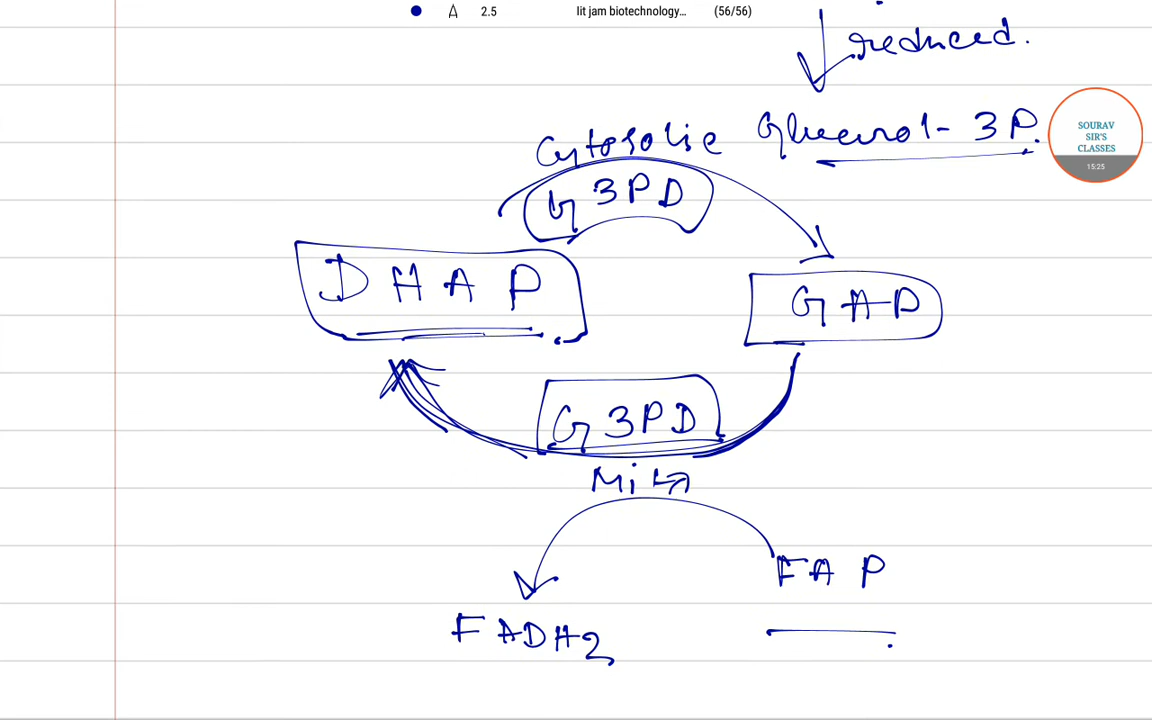 2.5 Iit jam biotechnology... (56/56)
reduced.
Cytosolic Glycerol-3P.
SOURAV
SIR'S
CLASSES
15:25
G3PD
DHAP GAP
G3PD
Mito
FAP
FADH2